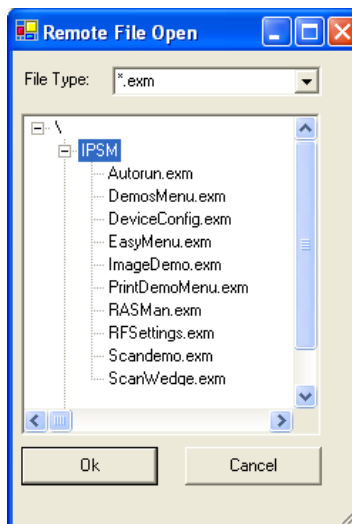 Remote File Open
File Type: *.exm
\
IPSM
Autorun.exm
DemosMenu.exm
DeviceConfig.exm
EasyMenu.exm
ImageDemo.exm
PrintDemoMenu.exm
RASMan.exm
RFSettings.exm
Scandemo.exm
ScanWedge.exm
Ok Cancel